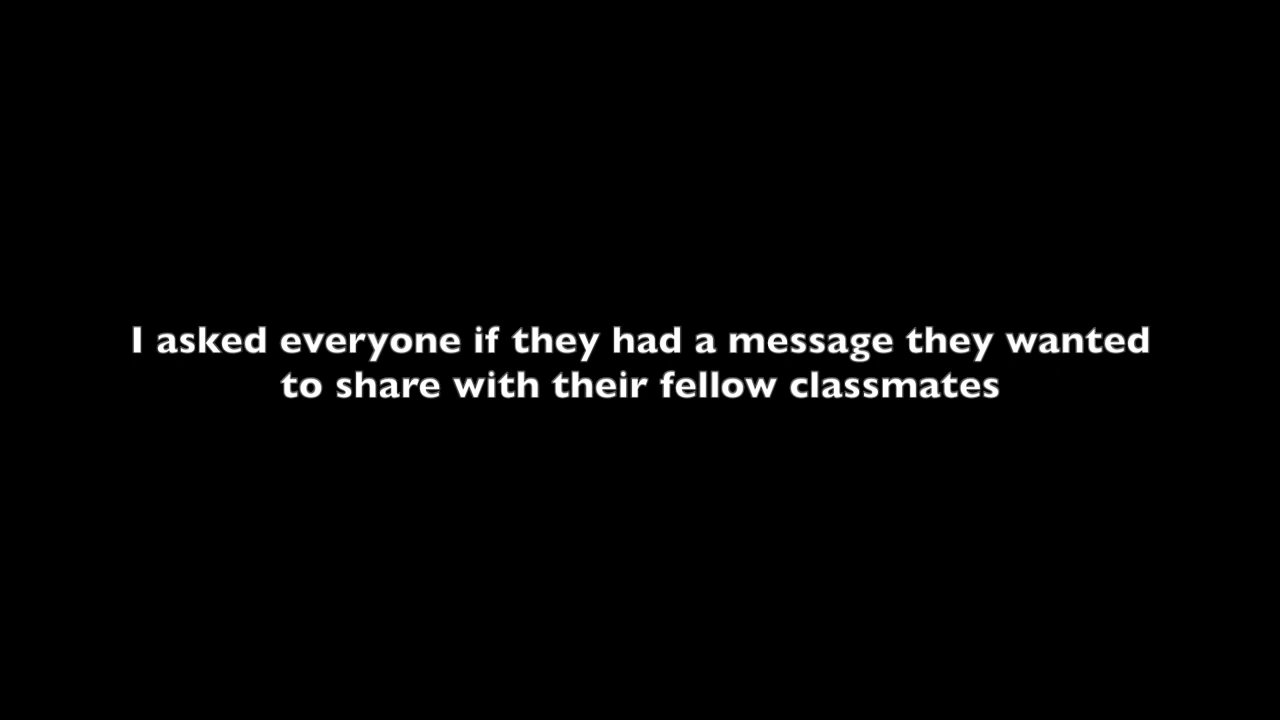 I asked everyone if they had a message they wanted
to share with their fellow classmates